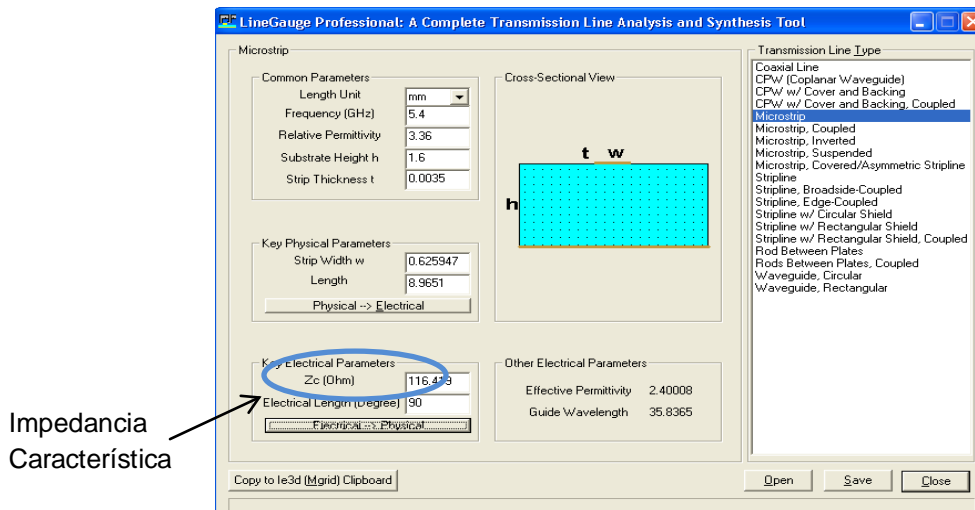 LineGauge Professional: A Complete Transmission Line Analysis and Synthesis Tool
Microstrip
Common Parameters
Length Unit mm
Frequency (GHz) 5.4
Relative Permittivity 3.36
Substrate Height h 1.6
Strip Thickness t 0.0035
Key Physical Parameters
Strip Width w 0.625947
Length 8.9651
Physical --> Electrical
Key Electrical Parameters
Zc (Ohm) 116.419
Electrical Length (Degree) 90
Electrical --> Physical
Cross-Sectional View
t w
h
Other Electrical Parameters
Effective Permittivity 2.40008
Guide Wavelength 35.8365
Transmission Line Type
Coaxial Line
CPW (Coplanar Waveguide)
CPW w/ Cover and Backing
CPW w/ Cover and Backing, Coupled
Microstrip
Microstrip, Coupled
Microstrip, Inverted
Microstrip, Suspended
Microstrip, Covered/Asymmetric Stripline
Stripline
Stripline, Broadside-Coupled
Stripline, Edge-Coupled
Stripline w/ Circular Shield
Stripline w/ Rectangular Shield
Stripline w/ Rectangular Shield, Coupled
Rod Between Plates
Rods Between Plates, Coupled
Waveguide, Circular
Waveguide, Rectangular
Impedancia
Característica
Copy to Ie3d (Mgrid) Clipboard
Open Save Close